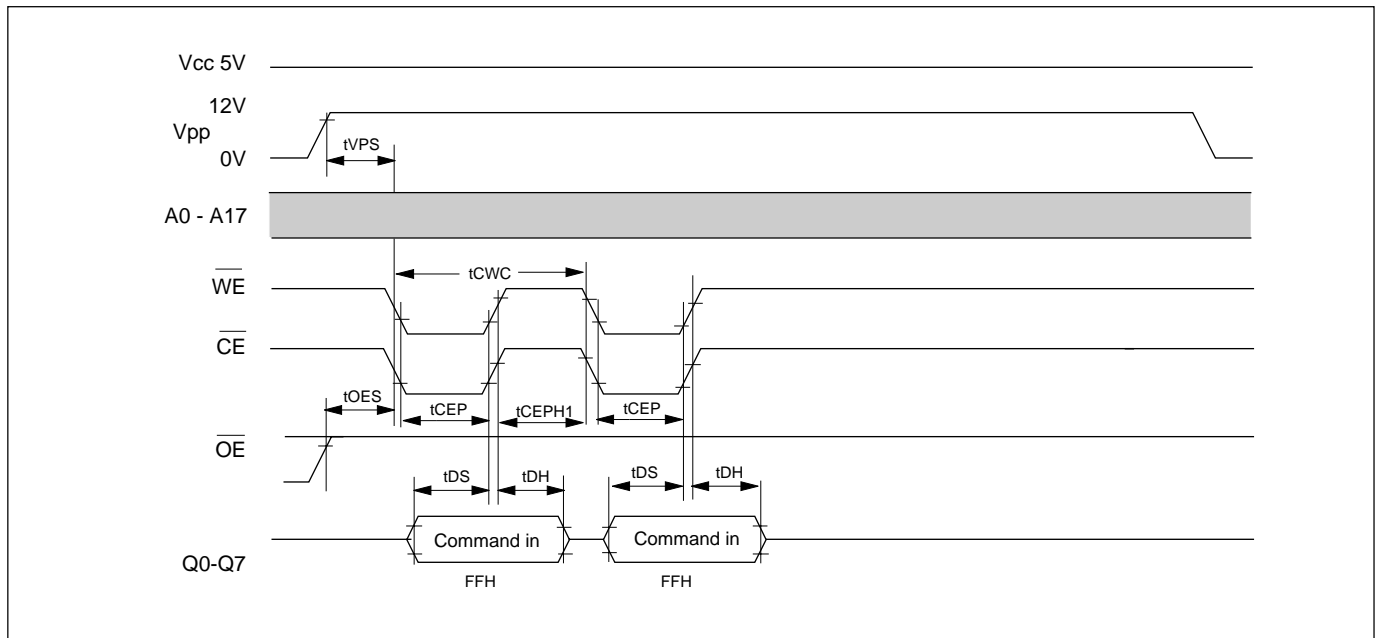 Vcc 5V
12V
Vpp
tVPS
0V
A0 - A17
tCWC
WE
CE
tOES
tCEP
tCEPH1
tCEP
OE
tDS
tDH
tDS
tDH
Command in
Command in
Q0-Q7
FFH
FFH